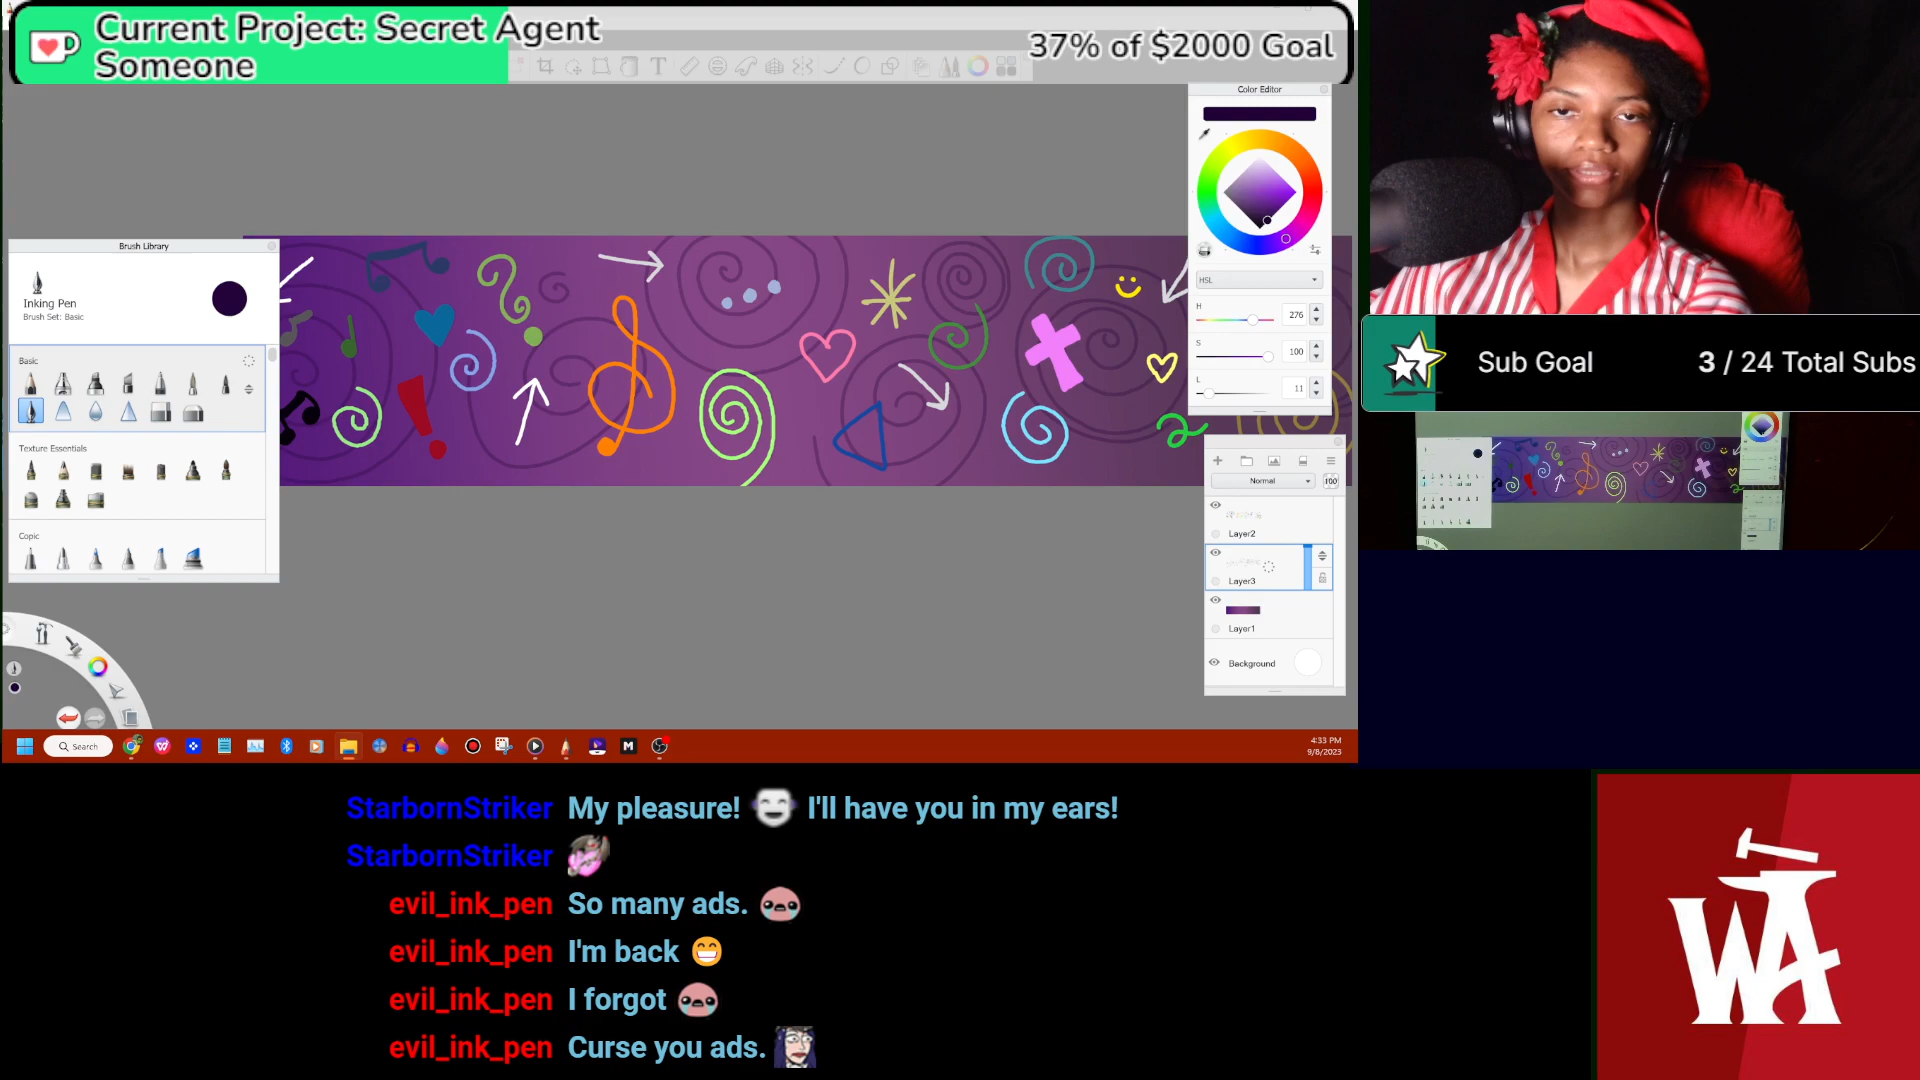 Current Project: Secret Agent
Someone
37% of $2000 Goal
T
Color Editor
HSL
H
276
S
100
L
11
Brush Library
Inking Pen
Brush Set: Basic
Basic
Texture Essentials
Copic
Normal
100
Layer2
Layer3
Layer1
Background
Sub Goal
3 / 24 Total Subs
Search
M
4:33 PM
9/8/2023
StarbornStriker My pleasure! I'll have you in my ears!
StarbornStriker
evil_ink_pen So many ads.
evil_ink_pen I'm back
evil_ink_pen I forgot
evil_ink_pen Curse you ads.
WA